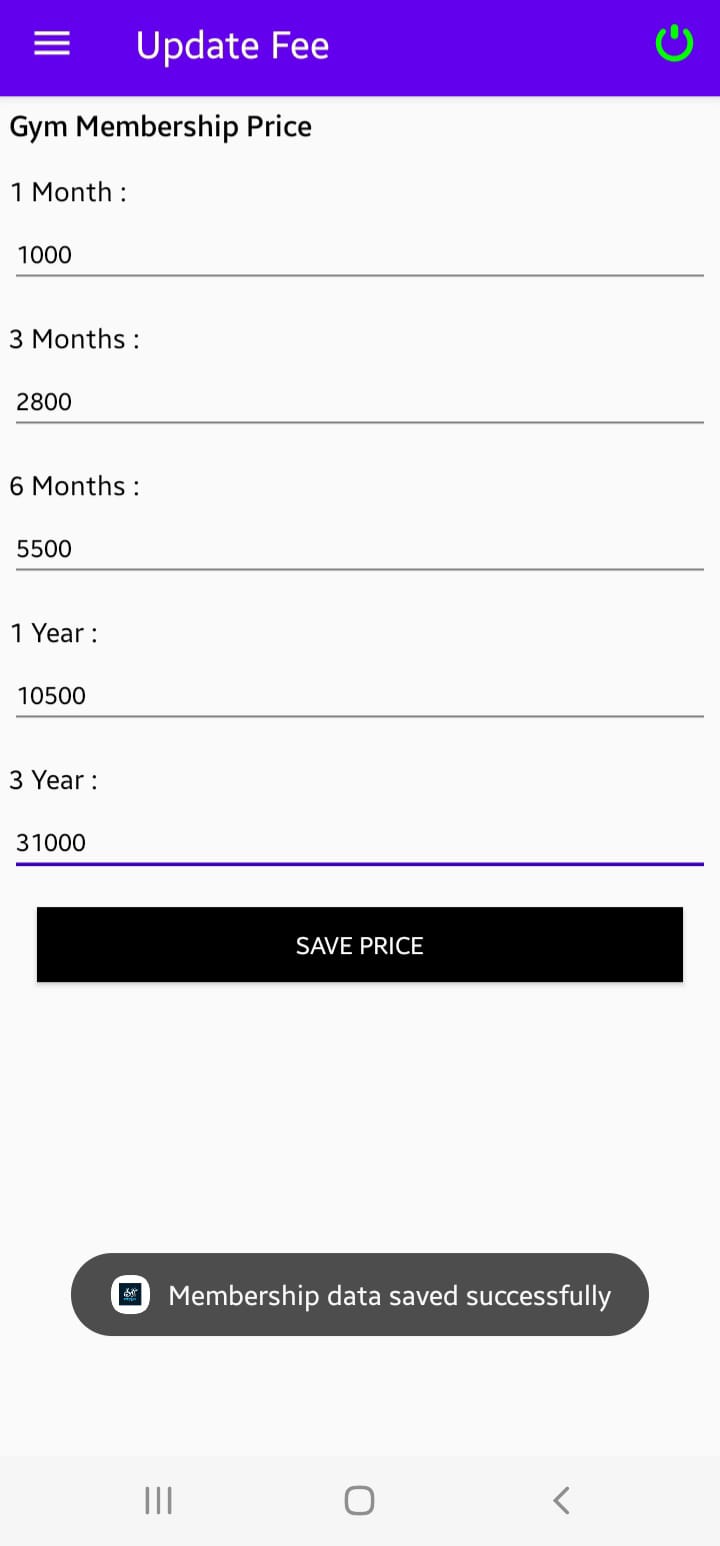 Update Fee
Gym Membership Price
1 Month :
1000
3 Months :
2800
6 Months :
5500
1 Year :
10500
3 Year :
31000
SAVE PRICE
Membership data saved successfully